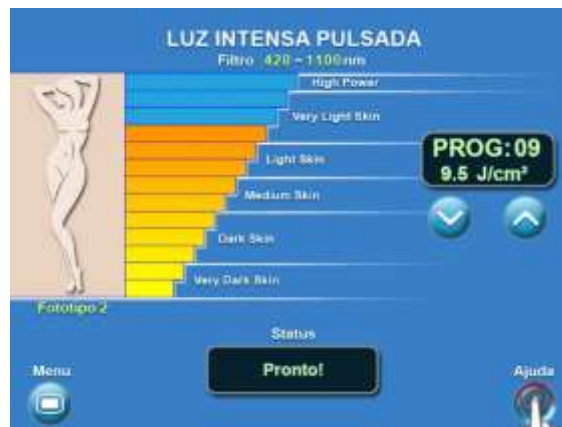 LUZ INTENSA PULSADA
Filtro 420 ~ 1100nm
High Power
Very Light Skin
Light Skin
Medium Skin
Dark Skin
Very Dark Skin
PROG:09
9.5 J/cm²
Fototipo 2
Status
Pronto!
Menu
Ajuda